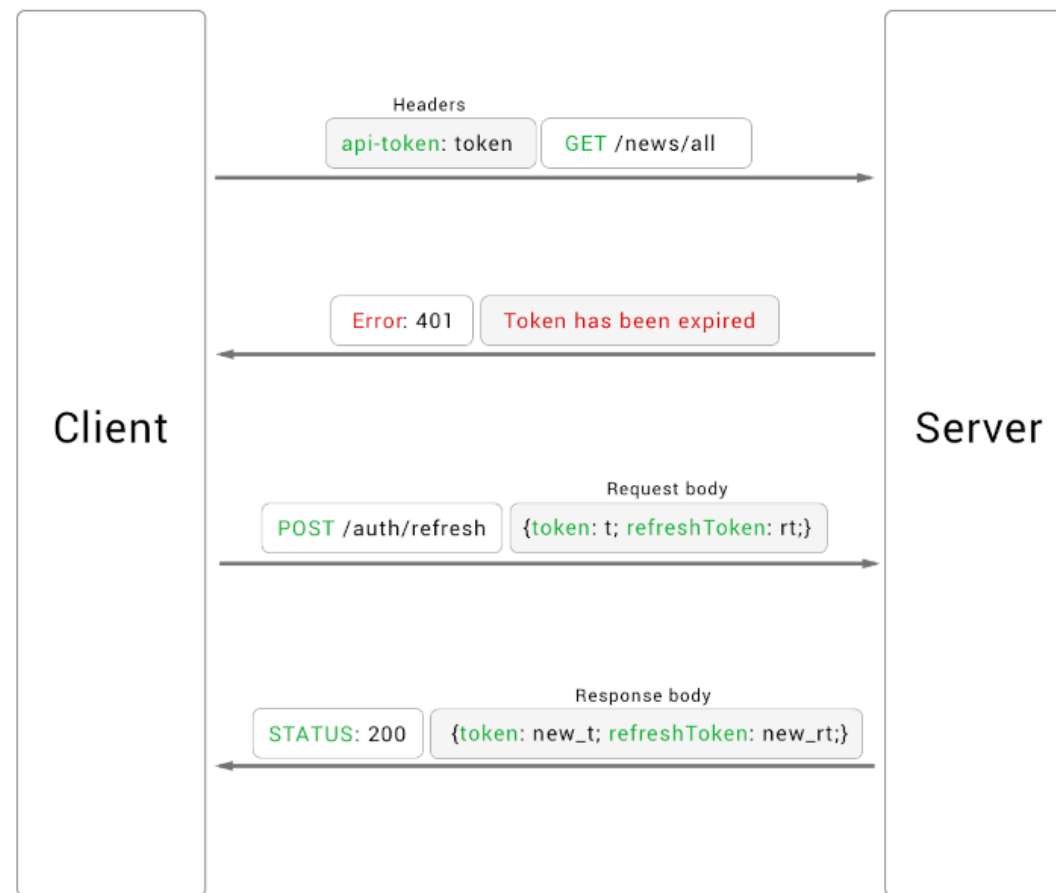 Headers
api-token: token GET /news/all
Error: 401 Token has been expired
Client
Server
Request body
POST /auth/refresh {token: t; refreshToken: rt;}
Response body
STATUS: 200 {token: new_t; refreshToken: new_rt;}